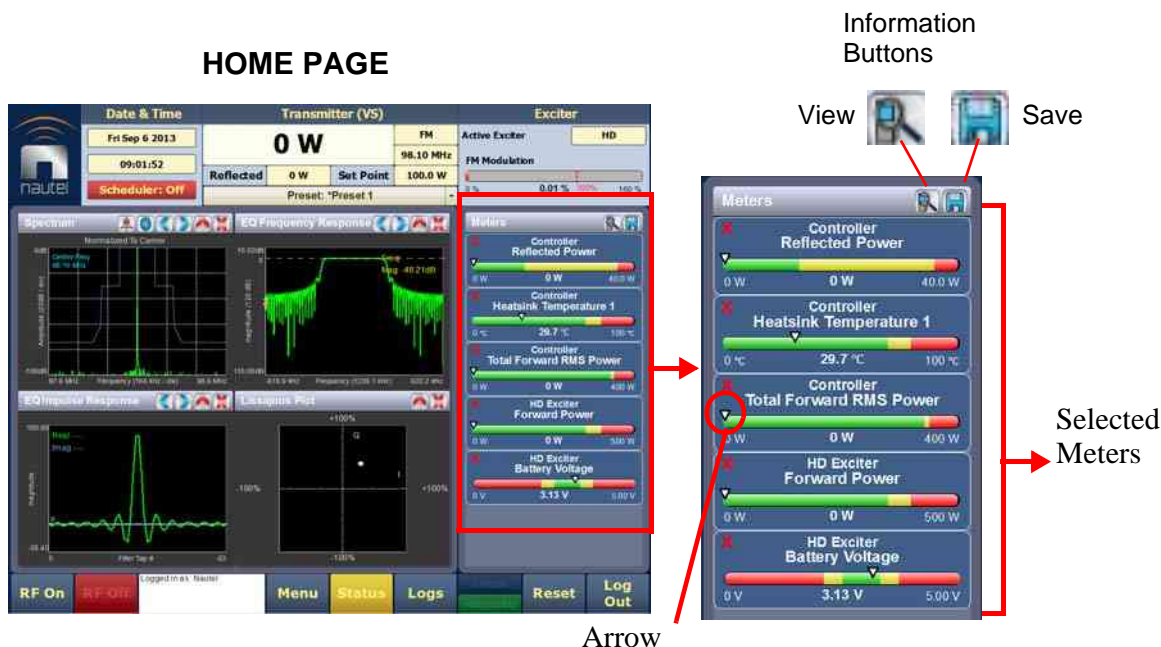 Information
Buttons
HOME PAGE
View
Save
Date & Time
Transmitter (VS)
Exciter
Fri Sep 6 2013
09:01:52
Scheduler: Off
nautel
0 W
FM
98.10 MHz
Reflected
0 W
Set Point
100.0 W
Preset: *Preset 1
Active Exciter
HD
FM Modulation
0 %
0.01 %
100%
160 %
Spectrum
Normalized To Carrier
EQ Frequency Response
EQ Impulse Response
Lissajous Plot
+100%
Q
I
-100%
+100%
-100%
Meters
Controller
Reflected Power
0 W
0 W
40.0 W
Controller
Heatsink Temperature 1
0 °C
29.7 °C
100 °C
Controller
Total Forward RMS Power
0 W
0 W
400 W
HD Exciter
Forward Power
0 W
0 W
500 W
HD Exciter
Battery Voltage
0 V
3.13 V
5.00 V
RF On
RF Off
Logged in as: Nautel
Menu
Status
Logs
Reset
Log
Out
Meters
Controller
Reflected Power
0 W
0 W
40.0 W
Controller
Heatsink Temperature 1
0 °C
29.7 °C
100 °C
Controller
Total Forward RMS Power
0 W
0 W
400 W
HD Exciter
Forward Power
0 W
0 W
500 W
HD Exciter
Battery Voltage
0 V
3.13 V
5.00 V
Selected
Meters
Arrow